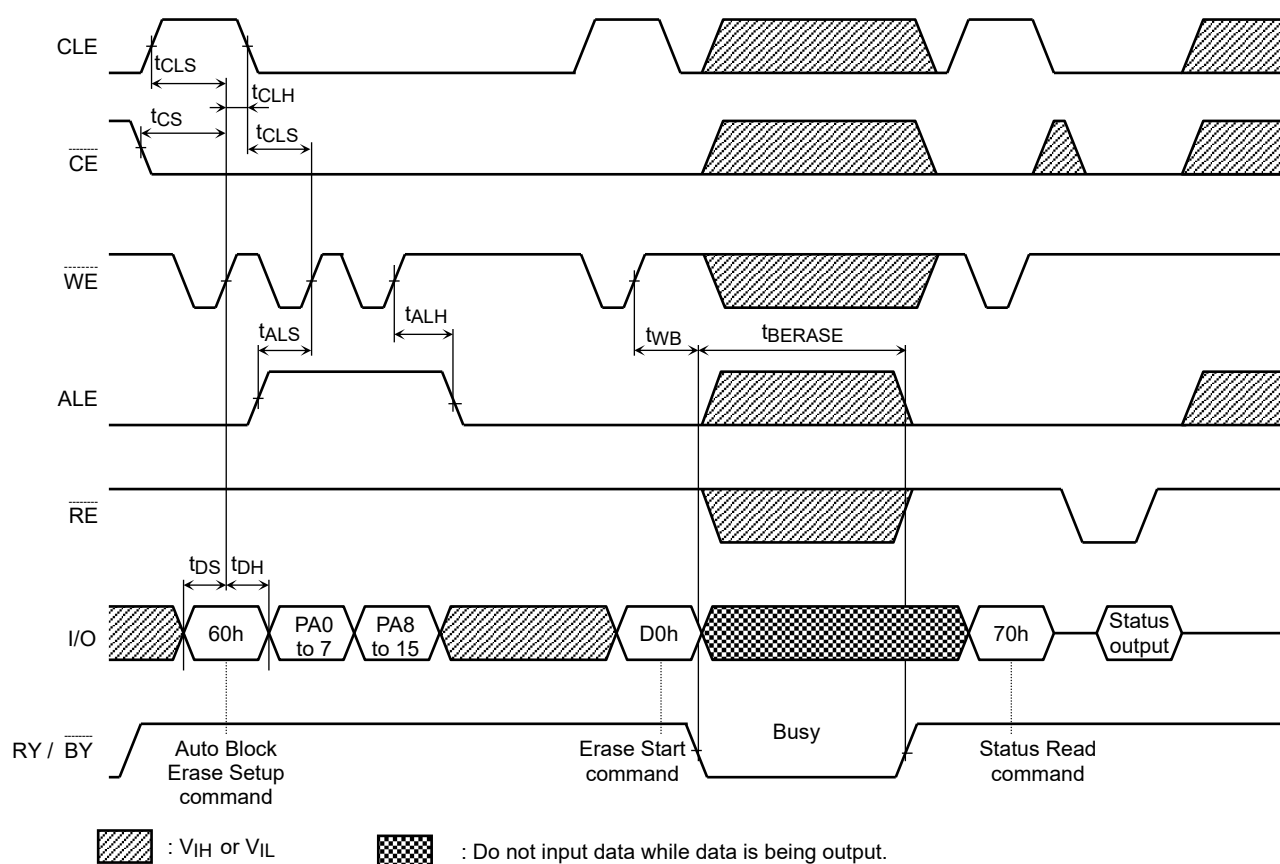 CLE
tCLS
tCLH
tCS
tCLS
CE
WE
tALS
tALH
tWB
tBERASE
ALE
RE
tDS
tDH
I/O
60h
PA0
to 7
PA8
to 15
D0h
70h
Status
output
RY / BY
Busy
Auto Block
Erase Setup
command
Erase Start
command
Status Read
command
: VIH or VIL
: Do not input data while data is being output.